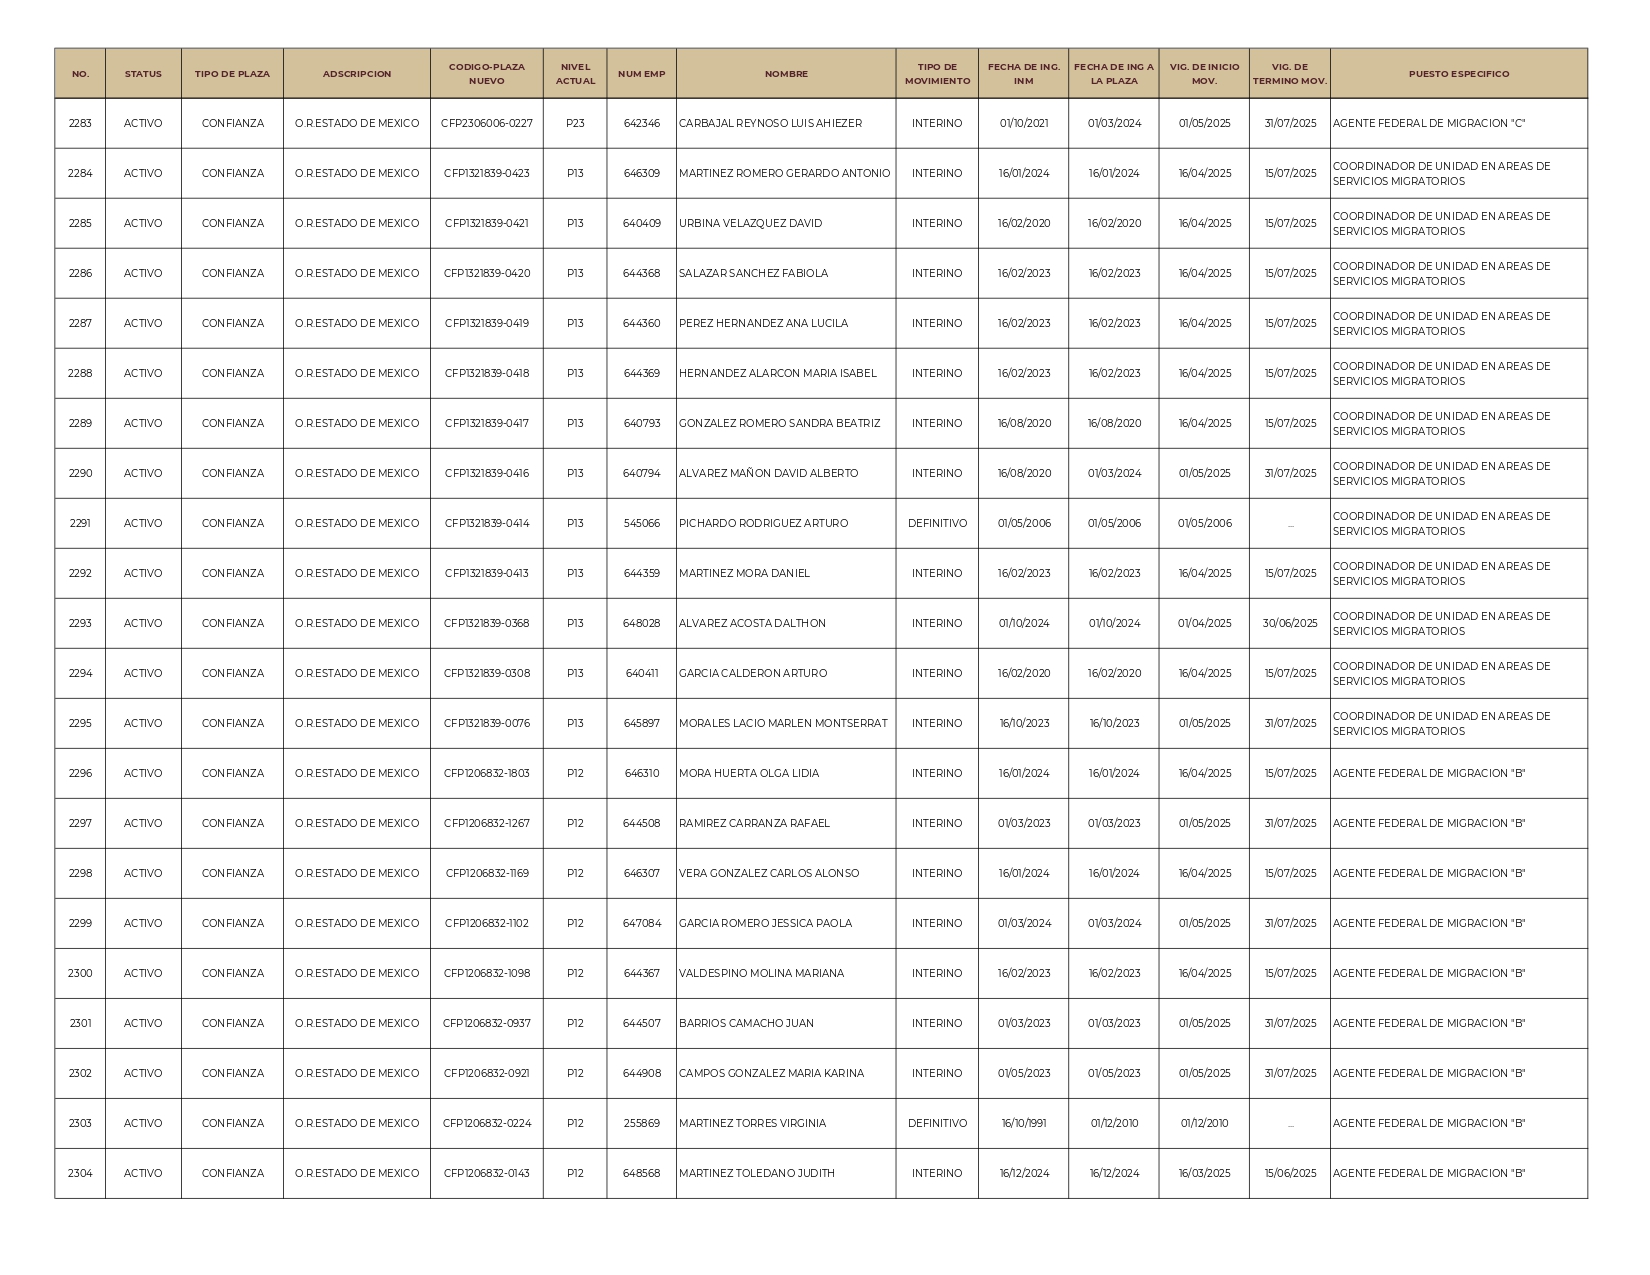 NO. STATUS TIPO DE PLAZA ADSCRIPCION CODIGO-PLAZA NUEVO NIVEL ACTUAL NUM EMP NOMBRE TIPO DE MOVIMIENTO FECHA DE ING. INM FECHA DE ING A LA PLAZA VIG. DE INICIO MOV. VIG. DE TERMINO MOV. PUESTO ESPECIFICO
2283 ACTIVO CONFIANZA O.R.ESTADO DE MEXICO CFP2306006-0227 P23 642346 CARBAJAL REYNOSO LUIS AHIEZER INTERINO 01/10/2021 01/03/2024 01/05/2025 31/07/2025 AGENTE FEDERAL DE MIGRACION "C"
2284 ACTIVO CONFIANZA O.R.ESTADO DE MEXICO CFP1321839-0423 P13 646309 MARTINEZ ROMERO GERARDO ANTONIO INTERINO 16/01/2024 16/01/2024 16/04/2025 15/07/2025 COORDINADOR DE UNIDAD EN AREAS DE SERVICIOS MIGRATORIOS
2285 ACTIVO CONFIANZA O.R.ESTADO DE MEXICO CFP1321839-0421 P13 640409 URBINA VELAZQUEZ DAVID INTERINO 16/02/2020 16/02/2020 16/04/2025 15/07/2025 COORDINADOR DE UNIDAD EN AREAS DE SERVICIOS MIGRATORIOS
2286 ACTIVO CONFIANZA O.R.ESTADO DE MEXICO CFP1321839-0420 P13 644368 SALAZAR SANCHEZ FABIOLA INTERINO 16/02/2023 16/02/2023 16/04/2025 15/07/2025 COORDINADOR DE UNIDAD EN AREAS DE SERVICIOS MIGRATORIOS
2287 ACTIVO CONFIANZA O.R.ESTADO DE MEXICO CFP1321839-0419 P13 644360 PEREZ HERNANDEZ ANA LUCILA INTERINO 16/02/2023 16/02/2023 16/04/2025 15/07/2025 COORDINADOR DE UNIDAD EN AREAS DE SERVICIOS MIGRATORIOS
2288 ACTIVO CONFIANZA O.R.ESTADO DE MEXICO CFP1321839-0418 P13 644369 HERNANDEZ ALARCON MARIA ISABEL INTERINO 16/02/2023 16/02/2023 16/04/2025 15/07/2025 COORDINADOR DE UNIDAD EN AREAS DE SERVICIOS MIGRATORIOS
2289 ACTIVO CONFIANZA O.R.ESTADO DE MEXICO CFP1321839-0417 P13 640793 GONZALEZ ROMERO SANDRA BEATRIZ INTERINO 16/08/2020 16/08/2020 16/04/2025 15/07/2025 COORDINADOR DE UNIDAD EN AREAS DE SERVICIOS MIGRATORIOS
2290 ACTIVO CONFIANZA O.R.ESTADO DE MEXICO CFP1321839-0416 P13 640794 ALVAREZ MAÑON DAVID ALBERTO INTERINO 16/08/2020 01/03/2024 01/05/2025 31/07/2025 COORDINADOR DE UNIDAD EN AREAS DE SERVICIOS MIGRATORIOS
2291 ACTIVO CONFIANZA O.R.ESTADO DE MEXICO CFP1321839-0414 P13 545066 PICHARDO RODRIGUEZ ARTURO DEFINITIVO 01/05/2006 01/05/2006 01/05/2006 ... COORDINADOR DE UNIDAD EN AREAS DE SERVICIOS MIGRATORIOS
2292 ACTIVO CONFIANZA O.R.ESTADO DE MEXICO CFP1321839-0413 P13 644359 MARTINEZ MORA DANIEL INTERINO 16/02/2023 16/02/2023 16/04/2025 15/07/2025 COORDINADOR DE UNIDAD EN AREAS DE SERVICIOS MIGRATORIOS
2293 ACTIVO CONFIANZA O.R.ESTADO DE MEXICO CFP1321839-0368 P13 648028 ALVAREZ ACOSTA DALTHON INTERINO 01/10/2024 01/10/2024 01/04/2025 30/06/2025 COORDINADOR DE UNIDAD EN AREAS DE SERVICIOS MIGRATORIOS
2294 ACTIVO CONFIANZA O.R.ESTADO DE MEXICO CFP1321839-0308 P13 640411 GARCIA CALDERON ARTURO INTERINO 16/02/2020 16/02/2020 16/04/2025 15/07/2025 COORDINADOR DE UNIDAD EN AREAS DE SERVICIOS MIGRATORIOS
2295 ACTIVO CONFIANZA O.R.ESTADO DE MEXICO CFP1321839-0076 P13 645897 MORALES LACIO MARLEN MONTSERRAT INTERINO 16/10/2023 16/10/2023 01/05/2025 31/07/2025 COORDINADOR DE UNIDAD EN AREAS DE SERVICIOS MIGRATORIOS
2296 ACTIVO CONFIANZA O.R.ESTADO DE MEXICO CFP1206832-1803 P12 646310 MORA HUERTA OLGA LIDIA INTERINO 16/01/2024 16/01/2024 16/04/2025 15/07/2025 AGENTE FEDERAL DE MIGRACION "B"
2297 ACTIVO CONFIANZA O.R.ESTADO DE MEXICO CFP1206832-1267 P12 644508 RAMIREZ CARRANZA RAFAEL INTERINO 01/03/2023 01/03/2023 01/05/2025 31/07/2025 AGENTE FEDERAL DE MIGRACION "B"
2298 ACTIVO CONFIANZA O.R.ESTADO DE MEXICO CFP1206832-1169 P12 646307 VERA GONZALEZ CARLOS ALONSO INTERINO 16/01/2024 16/01/2024 16/04/2025 15/07/2025 AGENTE FEDERAL DE MIGRACION "B"
2299 ACTIVO CONFIANZA O.R.ESTADO DE MEXICO CFP1206832-1102 P12 647084 GARCIA ROMERO JESSICA PAOLA INTERINO 01/03/2024 01/03/2024 01/05/2025 31/07/2025 AGENTE FEDERAL DE MIGRACION "B"
2300 ACTIVO CONFIANZA O.R.ESTADO DE MEXICO CFP1206832-1098 P12 644367 VALDESPINO MOLINA MARIANA INTERINO 16/02/2023 16/02/2023 16/04/2025 15/07/2025 AGENTE FEDERAL DE MIGRACION "B"
2301 ACTIVO CONFIANZA O.R.ESTADO DE MEXICO CFP1206832-0937 P12 644507 BARRIOS CAMACHO JUAN INTERINO 01/03/2023 01/03/2023 01/05/2025 31/07/2025 AGENTE FEDERAL DE MIGRACION "B"
2302 ACTIVO CONFIANZA O.R.ESTADO DE MEXICO CFP1206832-0921 P12 644908 CAMPOS GONZALEZ MARIA KARINA INTERINO 01/05/2023 01/05/2023 01/05/2025 31/07/2025 AGENTE FEDERAL DE MIGRACION "B"
2303 ACTIVO CONFIANZA O.R.ESTADO DE MEXICO CFP1206832-0224 P12 255869 MARTINEZ TORRES VIRGINIA DEFINITIVO 16/10/1991 01/12/2010 01/12/2010 ... AGENTE FEDERAL DE MIGRACION "B"
2304 ACTIVO CONFIANZA O.R.ESTADO DE MEXICO CFP1206832-0143 P12 648568 MARTINEZ TOLEDANO JUDITH INTERINO 16/12/2024 16/12/2024 16/03/2025 15/06/2025 AGENTE FEDERAL DE MIGRACION "B"